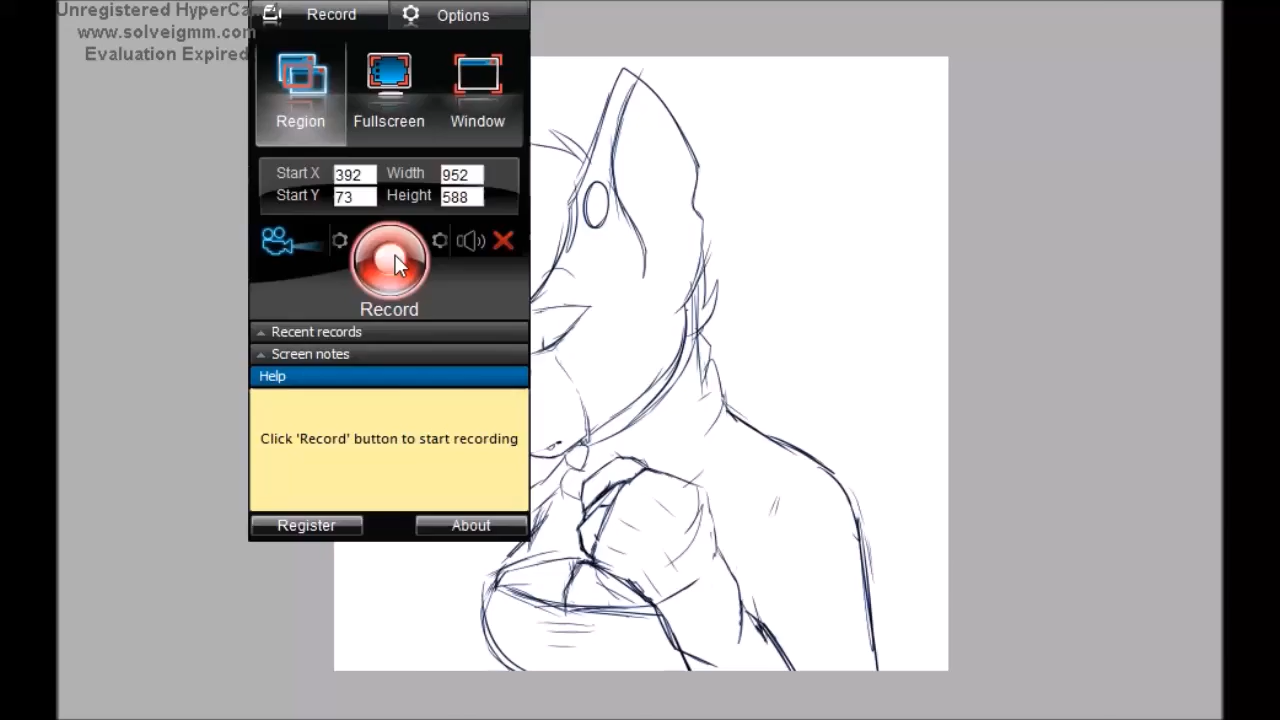 Unregistered HyperCa
www.solveigmm.com
Evaluation Expired
Record
Options
Region
Fullscreen
Window
Start X 392 Width 952
Start Y 73 Height 588
Record
Recent records
Screen notes
Help
Click 'Record' button to start recording
Register
About